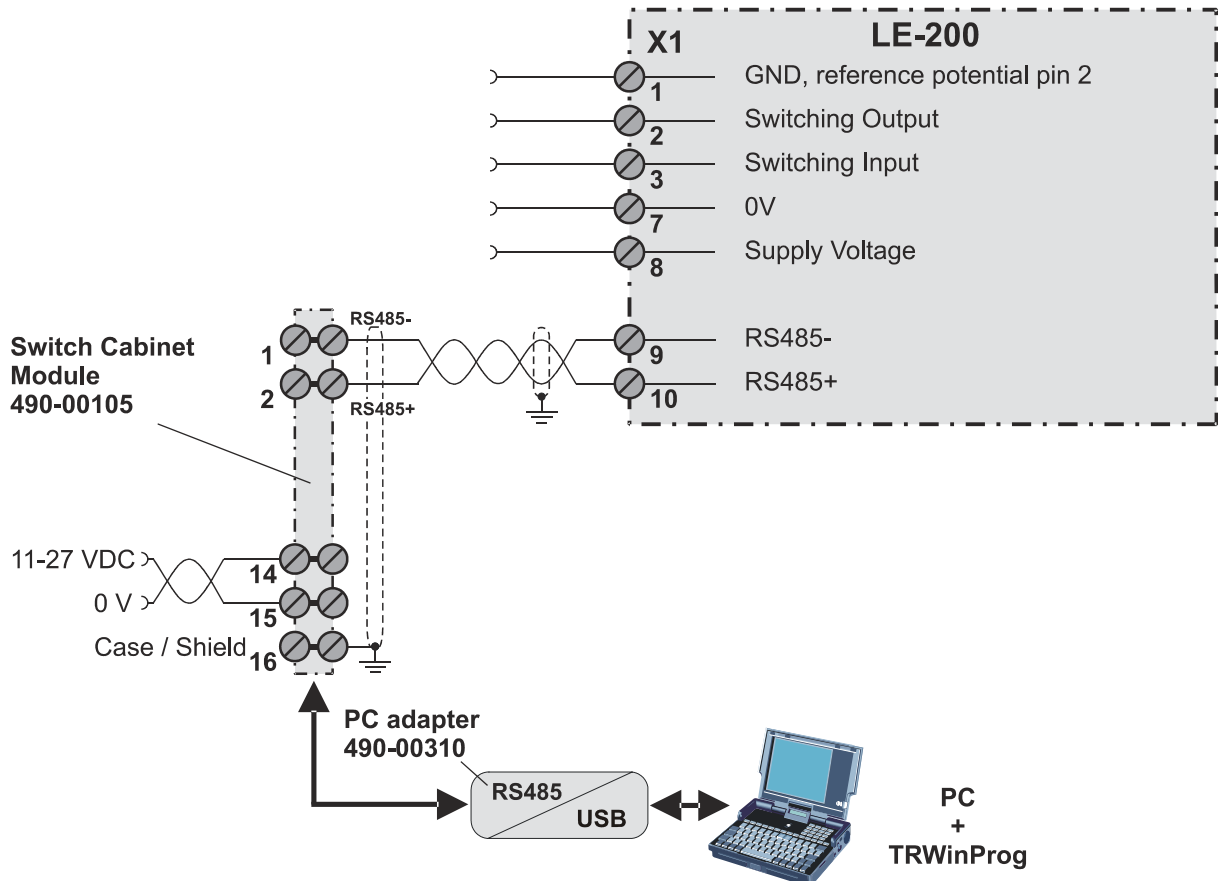 LE-200
X1
1 GND, reference potential pin 2
2 Switching Output
3 Switching Input
7 0V
8 Supply Voltage
9 RS485-
10 RS485+
Switch Cabinet
Module
490-00105
1 RS485-
2 RS485+
11-27 VDC 14
0 V 15
Case / Shield 16
PC adapter
490-00310
RS485
USB
PC
+
TRWinProg